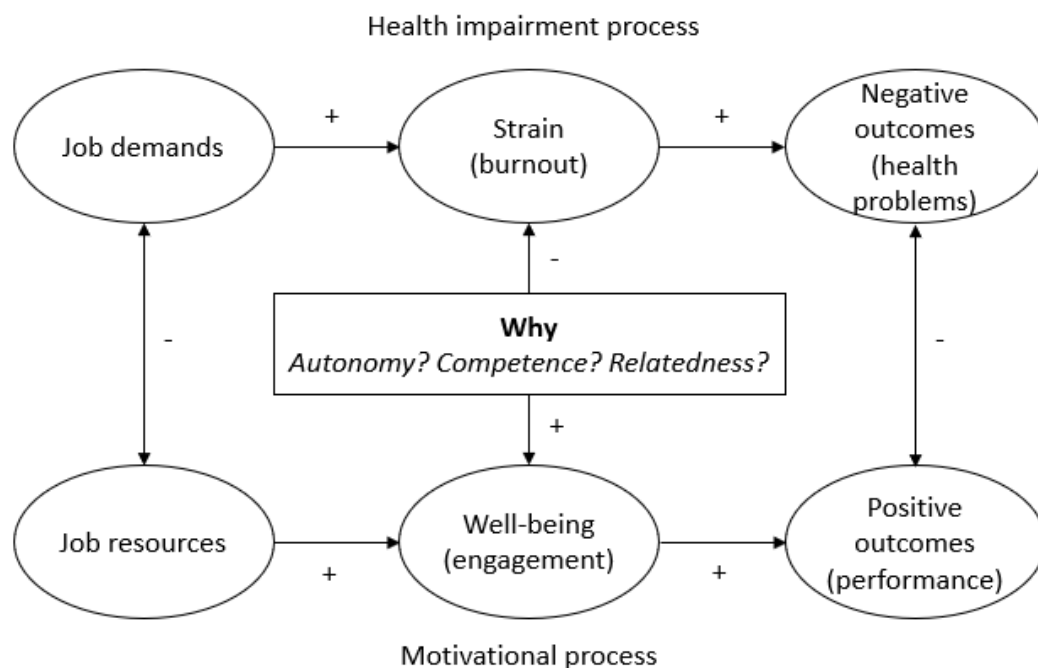 Health impairment process
Job demands
+
Strain
(burnout)
+
Negative
outcomes
(health
problems)
-
-
-
Why
Autonomy? Competence? Relatedness?
+
Job resources
+
Well-being
(engagement)
+
Positive
outcomes
(performance)
Motivational process